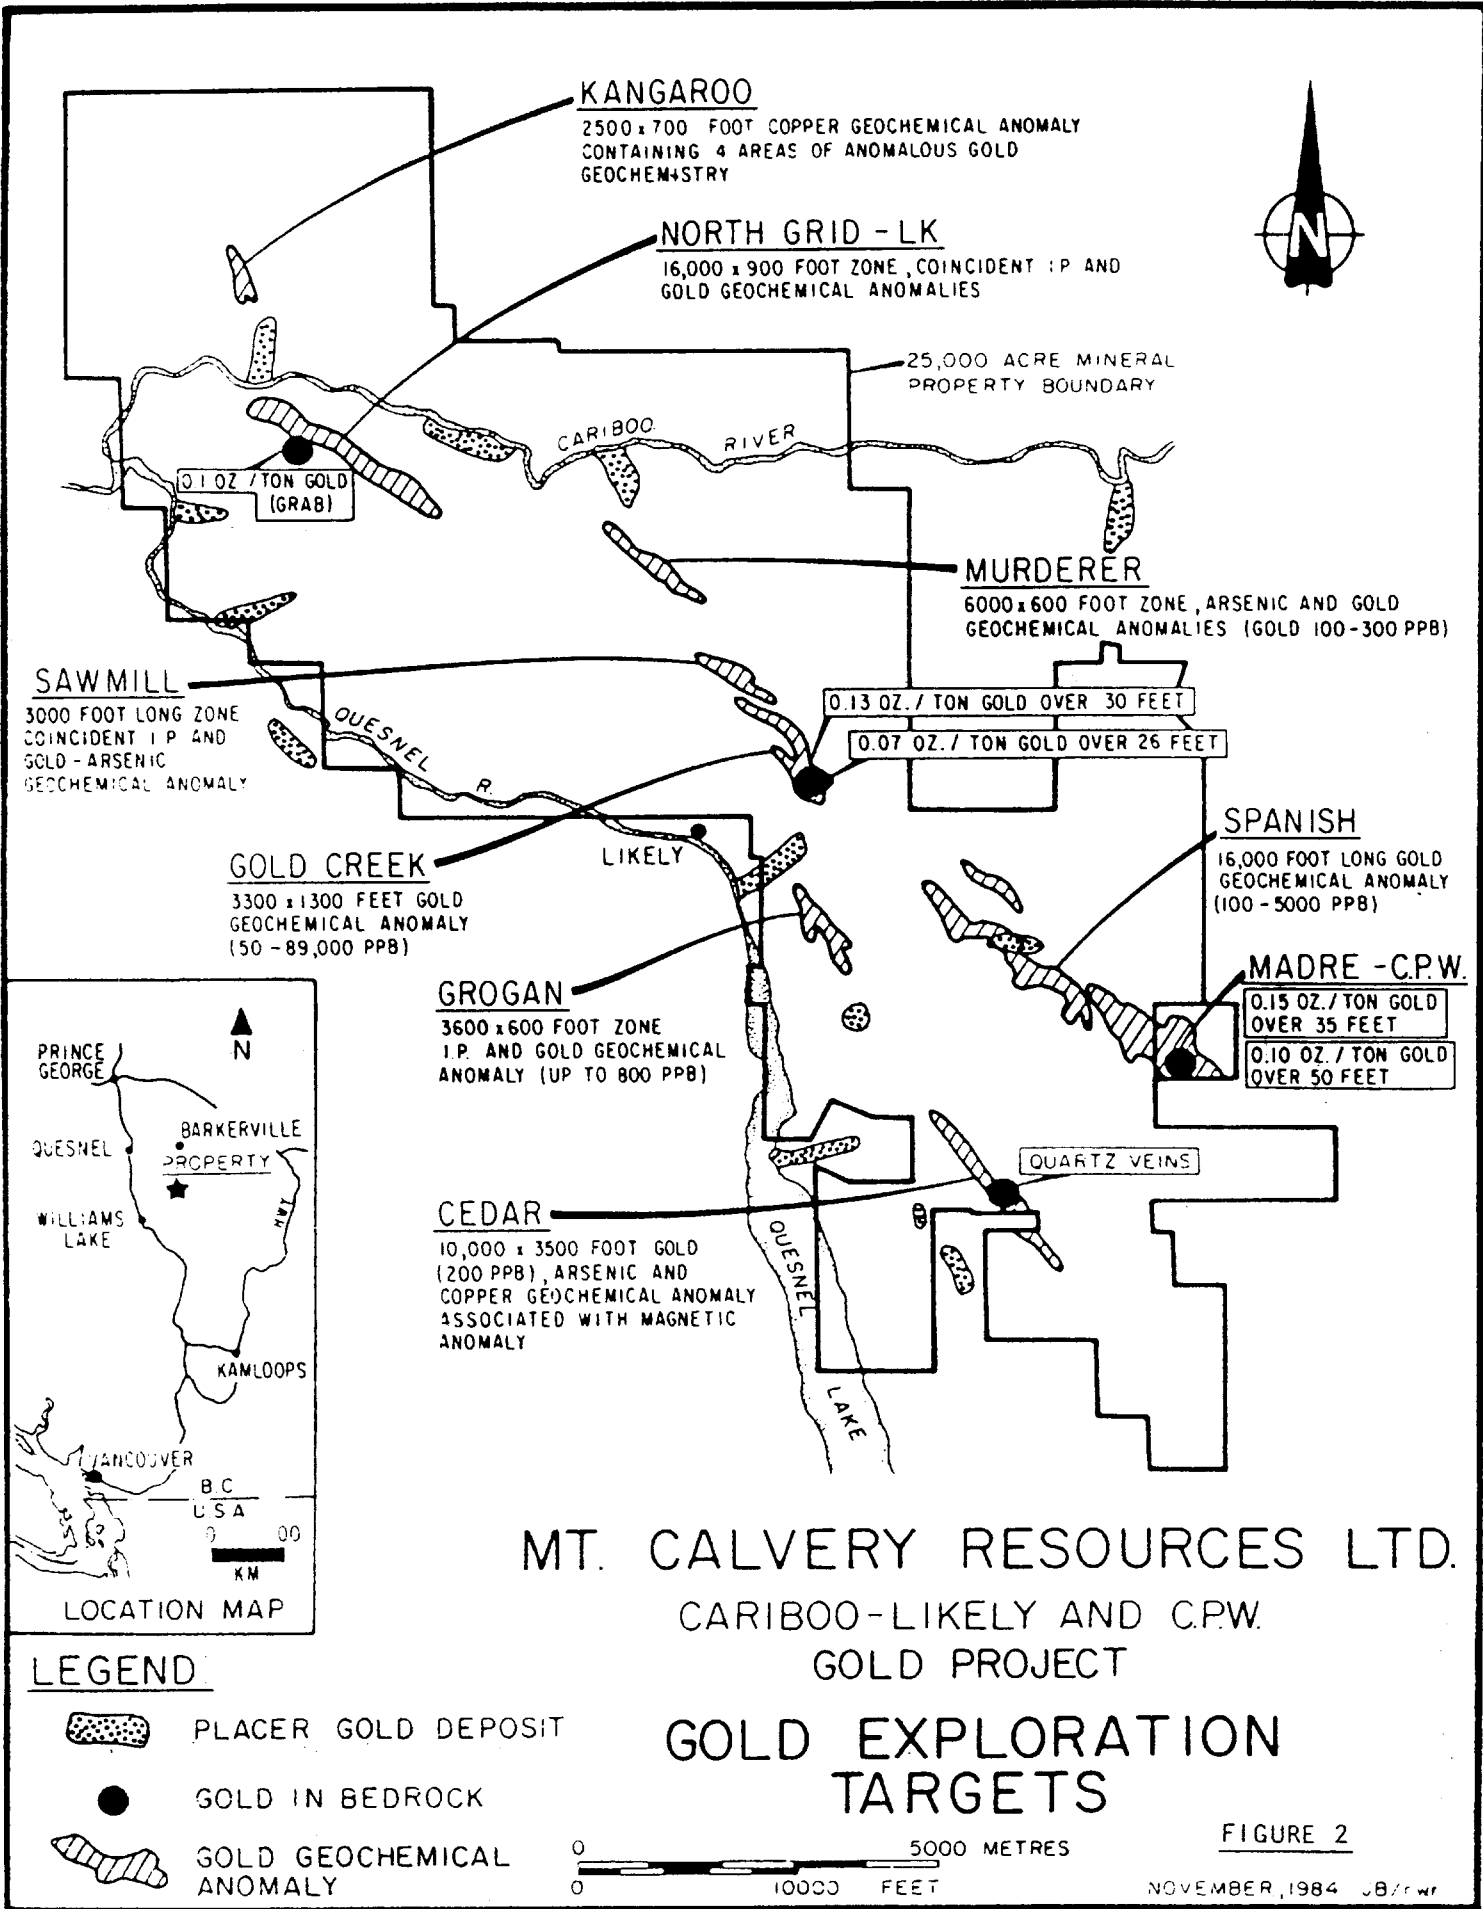 KANGAROO
2500 x 700 FOOT COPPER GEOCHEMICAL ANOMALY
CONTAINING 4 AREAS OF ANOMALOUS GOLD
GEOCHEMISTRY
NORTH GRID - LK
16,000 x 900 FOOT ZONE, COINCIDENT I P AND
GOLD GEOCHEMICAL ANOMALIES
N
25,000 ACRE MINERAL
PROPERTY BOUNDARY
CARIBOO RIVER
0.1 OZ / TON GOLD
(GRAB)
MURDERER
6000 x 600 FOOT ZONE, ARSENIC AND GOLD
GEOCHEMICAL ANOMALIES (GOLD 100-300 PPB)
SAWMILL
3000 FOOT LONG ZONE
COINCIDENT I P AND
GOLD - ARSENIC
GEOCHEMICAL ANOMALY
QUESNEL R.
0.13 OZ. / TON GOLD OVER 30 FEET
0.07 OZ. / TON GOLD OVER 26 FEET
LIKELY
SPANISH
16,000 FOOT LONG GOLD
GEOCHEMICAL ANOMALY
(100 - 5000 PPB)
GOLD CREEK
3300 x 1300 FEET GOLD
GEOCHEMICAL ANOMALY
(50 - 89,000 PPB)
MADRE - C.P.W.
0.15 OZ. / TON GOLD
OVER 35 FEET
0.10 OZ. / TON GOLD
OVER 50 FEET
GROGAN
3600 x 600 FOOT ZONE
I.P. AND GOLD GEOCHEMICAL
ANOMALY (UP TO 800 PPB)
QUARTZ VEINS
CEDAR
10,000 x 3500 FOOT GOLD
(200 PPB), ARSENIC AND
COPPER GEOCHEMICAL ANOMALY
ASSOCIATED WITH MAGNETIC
ANOMALY
QUESNEL
LAKE
N
PRINCE
GEORGE
BARKERVILLE
QUESNEL
PROPERTY
WILLIAMS
LAKE
HWY
KAMLOOPS
VANCOUVER
B.C
U S A
0
KM
LOCATION MAP
MT. CALVERY RESOURCES LTD.
CARIBOO - LIKELY AND C.P.W.
GOLD PROJECT
GOLD EXPLORATION
TARGETS
LEGEND
PLACER GOLD DEPOSIT
GOLD IN BEDROCK
GOLD GEOCHEMICAL
ANOMALY
0 5000 METRES
0 10000 FEET
FIGURE 2
NOVEMBER, 1984